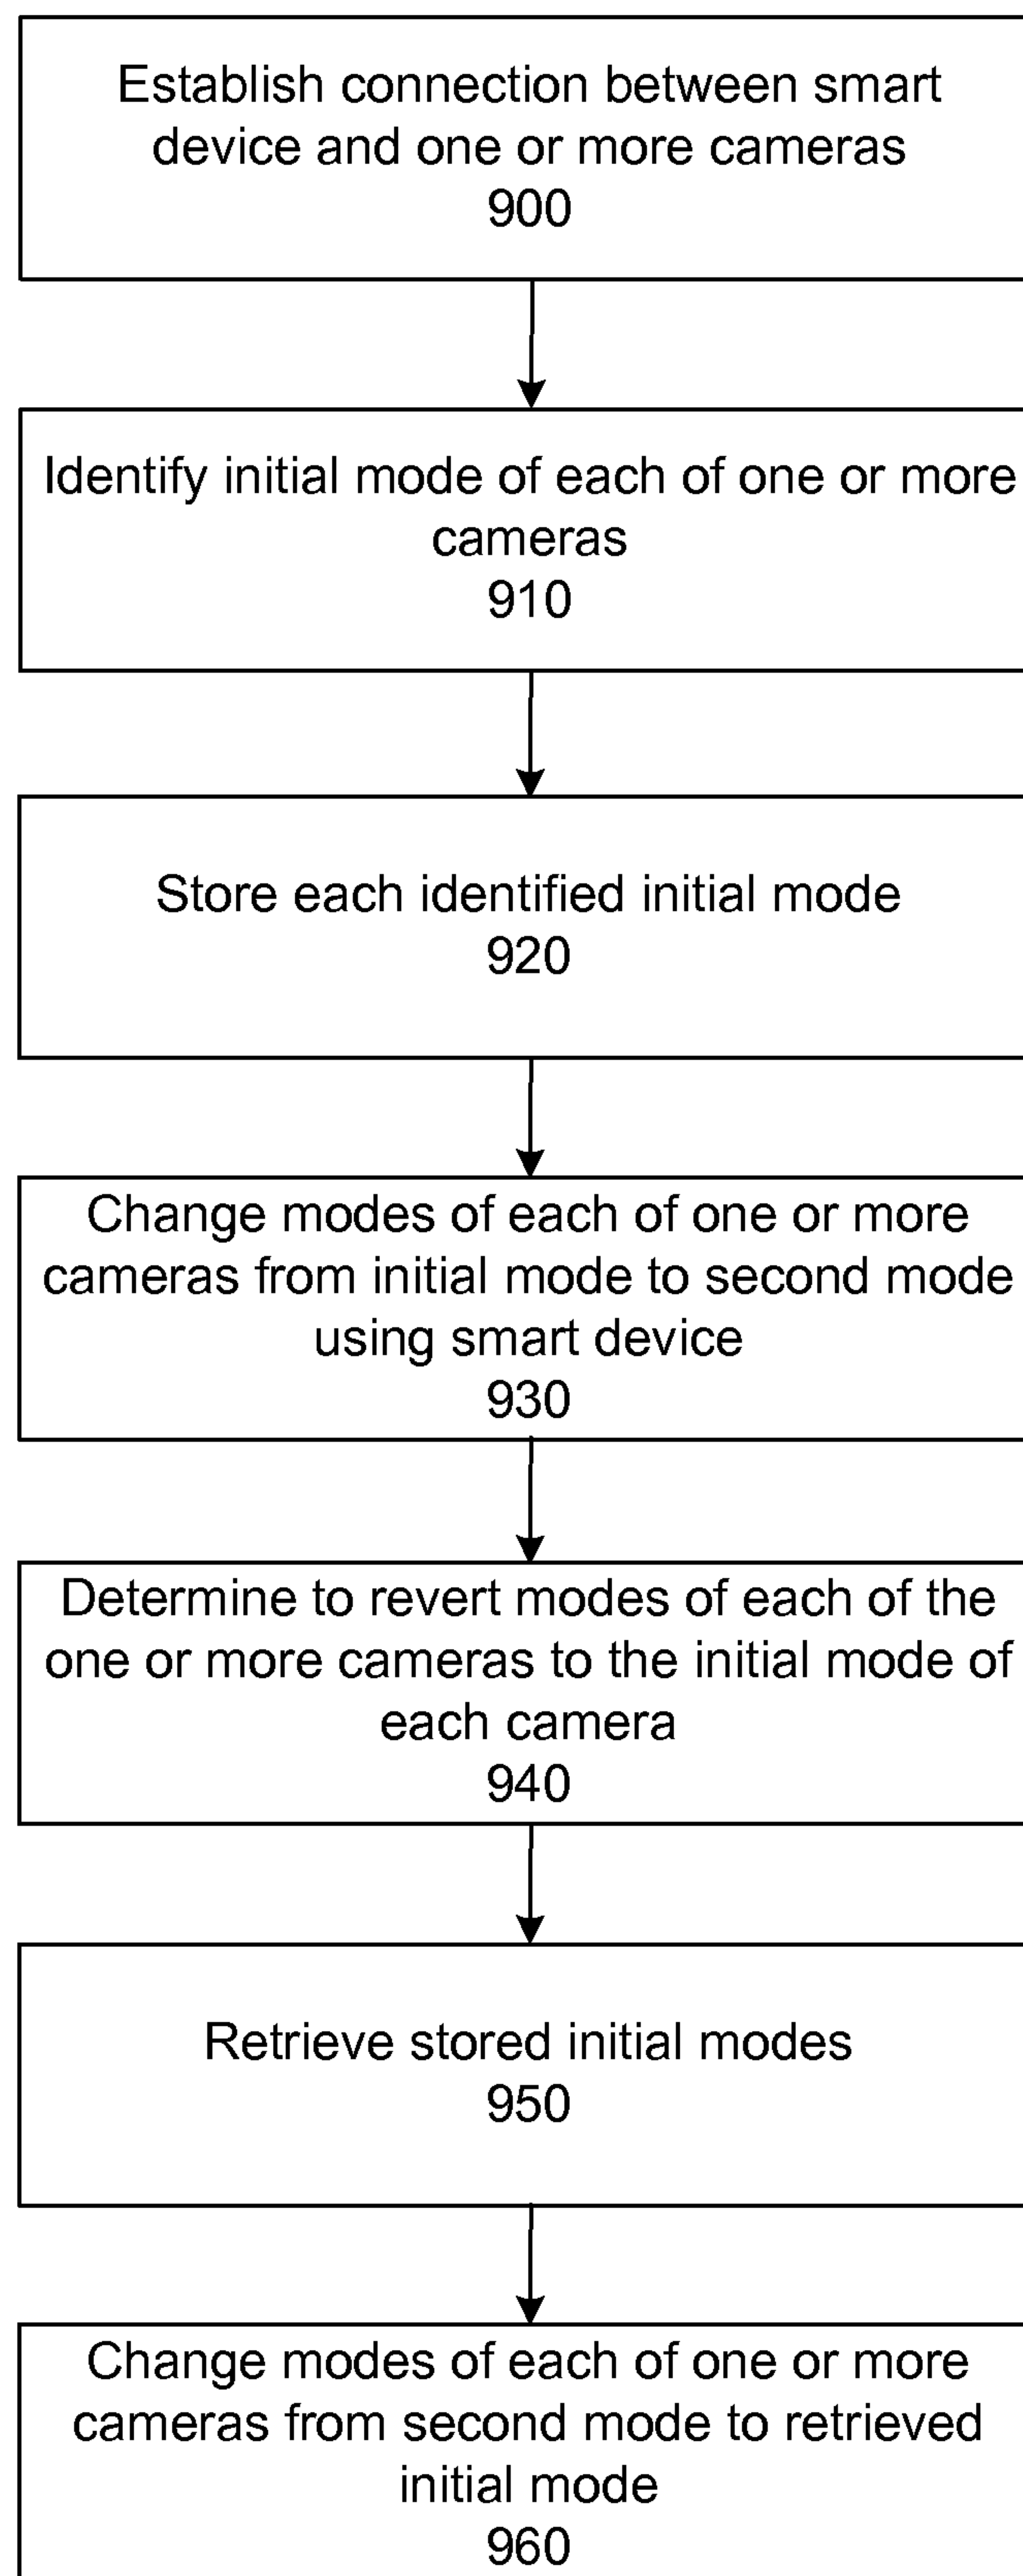 Establish connection between smart
device and one or more cameras
900
Identify initial mode of each of one or more
cameras
910
Store each identified initial mode
920
Change modes of each of one or more
cameras from initial mode to second mode
using smart device
930
Determine to revert modes of each of the
one or more cameras to the initial mode of
each camera
940
Retrieve stored initial modes
950
Change modes of each of one or more
cameras from second mode to retrieved
initial mode
960